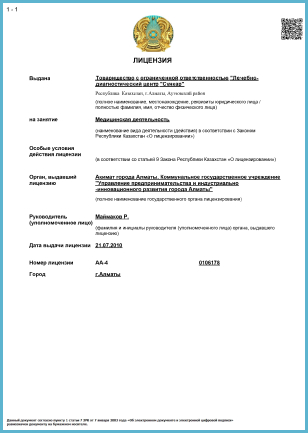 1 - 1
ЛИЦЕНЗИЯ
Выдана Товарищество с ограниченной ответственностью "Лечебно-
диагностический центр "Сункар"
Республика Казахстан, г.Алматы, Ауэзовский район
(полное наименование, местонахождение, реквизиты юридического лица /
полностью фамилия, имя, отчество физического лица)
на занятие Медицинская деятельность
(наименование вида деятельности (действия) в соответствии с Законом
Республики Казахстан «О лицензировании»)
Особые условия
действия лицензии
(в соответствии со статьей 9 Закона Республики Казахстан «О лицензировании»)
Орган, выдавший
лицензию
Акимат города Алматы. Коммунальное государственное учреждение
"Управление предпринимательства и индустриально
-инновационного развития города Алматы"
(полное наименование государственного органа лицензирования)
Руководитель
(уполномоченное лицо)
Маймаков Р.
(фамилия и инициалы руководителя (уполномоченного лица) органа, выдавшего
лицензию)
Дата выдачи лицензии 21.07.2010
Номер лицензии АА-4 0106178
Город г.Алматы
Данный документ согласно пункту 1 статьи 7 ЗРК от 7 января 2003 года «Об электронном документе и электронной цифровой подписи»
равнозначен документу на бумажном носителе.